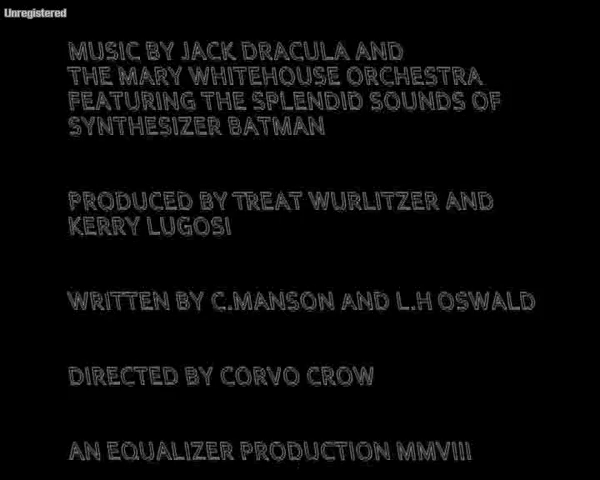 Unregistered
MUSIC BY JACK DRACULA AND
THE MARY WHITEHOUSE ORCHESTRA
FEATURING THE SPLENDID SOUNDS OF
SYNTHESIZER BATMAN
PRODUCED BY TREAT WURLITZER AND
KERRY LUGOSI
WRITTEN BY C.MANSON AND L.H OSWALD
DIRECTED BY CORVO CROW
AN EQUALIZER PRODUCTION MMVIII